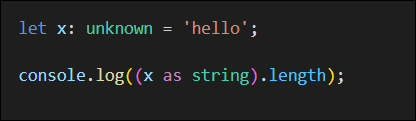 let x: unknown = 'hello';
console.log((x as string).length);